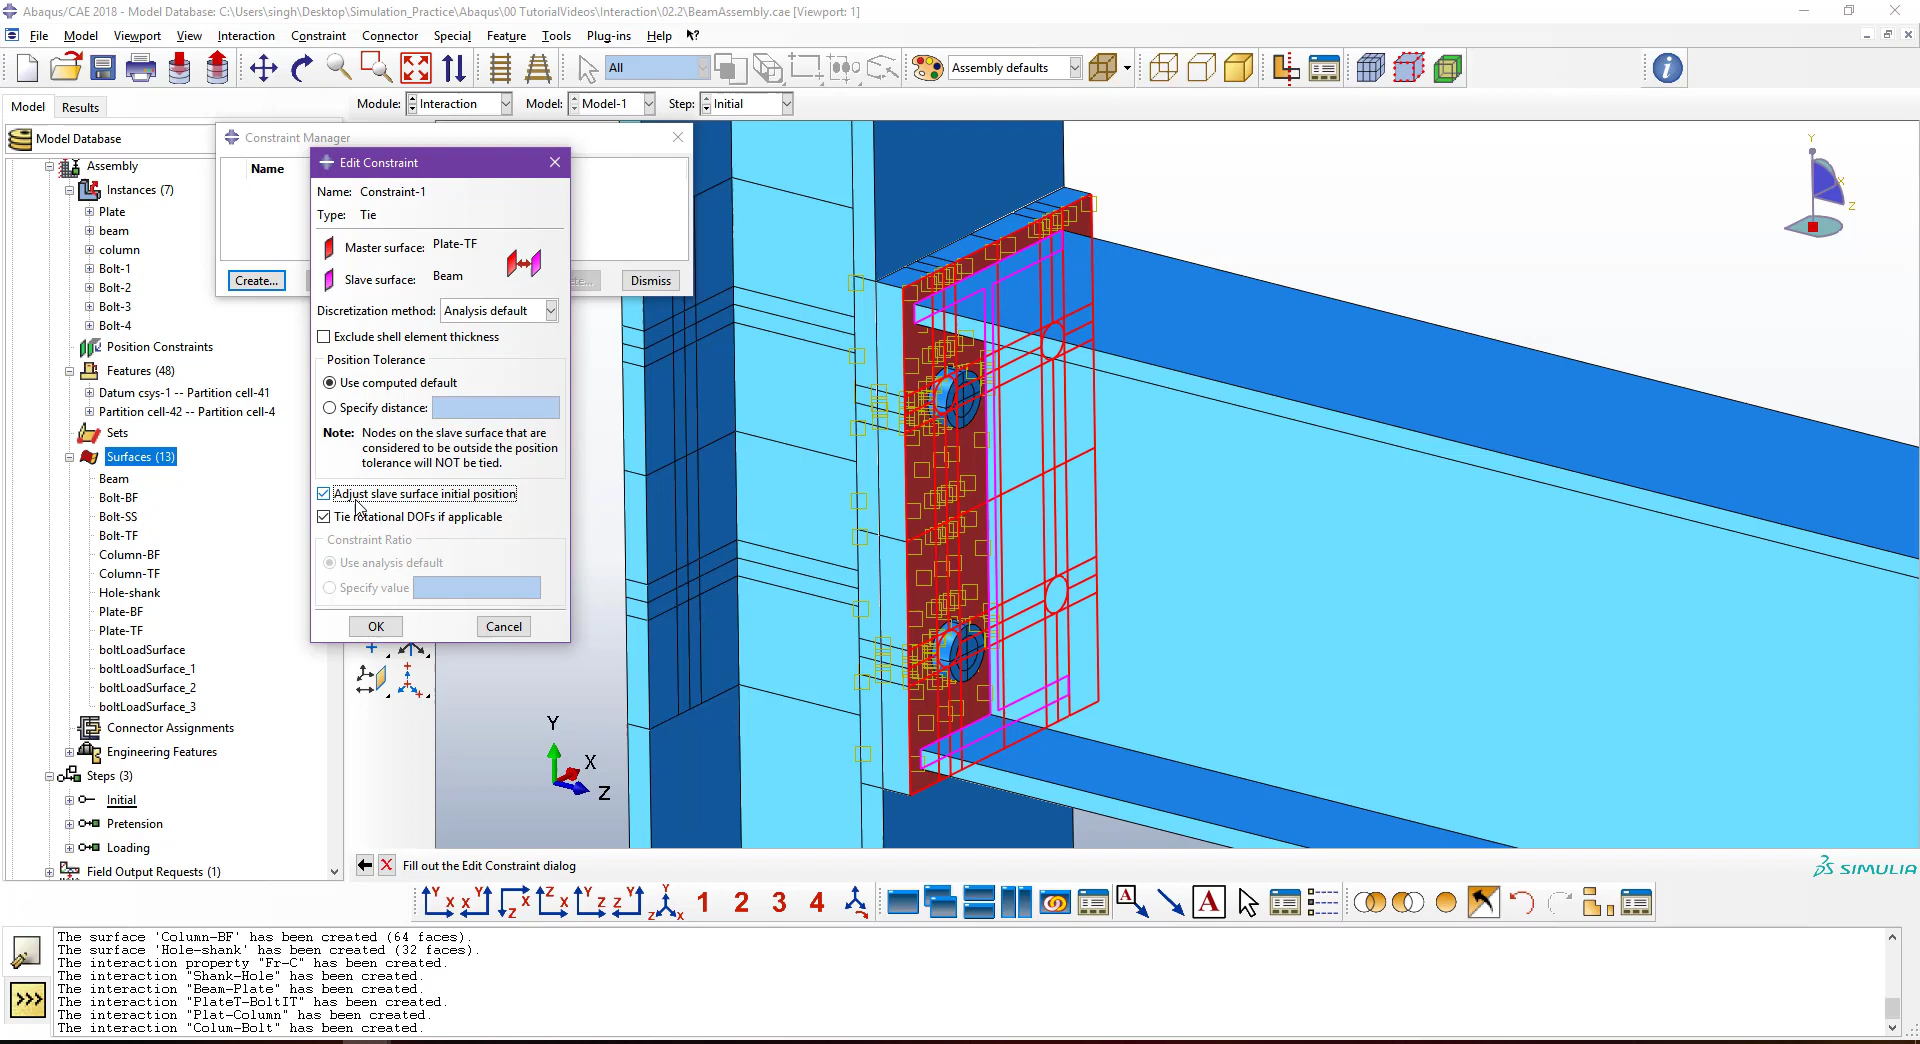 Abaqus/CAE 2018 - Model Database: C:\Users\singh\Desktop\Simulation_Practice\Abaqus\00 TutorialVideos\Interaction\02.2\BeamAssembly.cae [Viewport: 1]
File Model Viewport View Interaction Constraint Connector Special Feature Tools Plug-ins Help
All Assembly defaults
Model Results Module: Interaction Model: Model-1 Step: Initial
Model Database
Assembly
Instances (7)
Plate
beam
column
Bolt-1
Bolt-2
Bolt-3
Bolt-4
Position Constraints
Features (48)
Datum csys-1 -- Partition cell-41
Partition cell-42 -- Partition cell-4
Sets
Surfaces (13)
Beam
Bolt-BF
Bolt-SS
Bolt-TF
Column-BF
Column-TF
Hole-shank
Plate-BF
Plate-TF
boltLoadSurface
boltLoadSurface_1
boltLoadSurface_2
boltLoadSurface_3
Connector Assignments
Engineering Features
Steps (3)
Initial
Pretension
Loading
Field Output Requests (1)
Constraint Manager
Name
Create... Dismiss
Edit Constraint
Name: Constraint-1
Type: Tie
Master surface: Plate-TF
Slave surface: Beam
Discretization method: Analysis default
Exclude shell element thickness
Position Tolerance
Use computed default
Specify distance:
Note: Nodes on the slave surface that are
considered to be outside the position
tolerance will NOT be tied.
Adjust slave surface initial position
Tie rotational DOFs if applicable
Constraint Ratio
Use analysis default
Specify value
OK Cancel
Y
X
Z
Y
X
Z
Fill out the Edit Constraint dialog
SIMULIA
1 2 3 4
The surface 'Column-BF' has been created (64 faces).
The surface 'Hole-shank' has been created (32 faces).
The interaction property "Fr-C" has been created.
The interaction "Shank-Hole" has been created.
The interaction "Beam-Plate" has been created.
The interaction "PlateT-BoltIT" has been created.
The interaction "Plat-Column" has been created.
The interaction "Colum-Bolt" has been created.